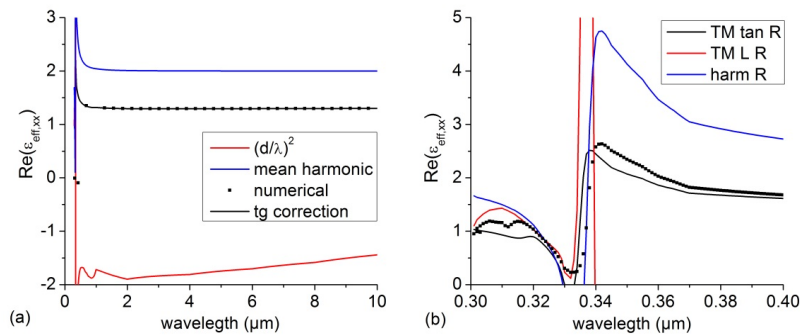 3
2
1
0
-1
-2
Re(εeff,xx)
(d/λ)²
mean harmonic
numerical
tg correction
0 2 4 6 8 10
wavelegth (µm)
(a)
5
4
3
2
1
0
Re(εeff,xx)
TM tan R
TM L R
harm R
0.30 0.32 0.34 0.36 0.38 0.40
wavelegth (µm)
(b)